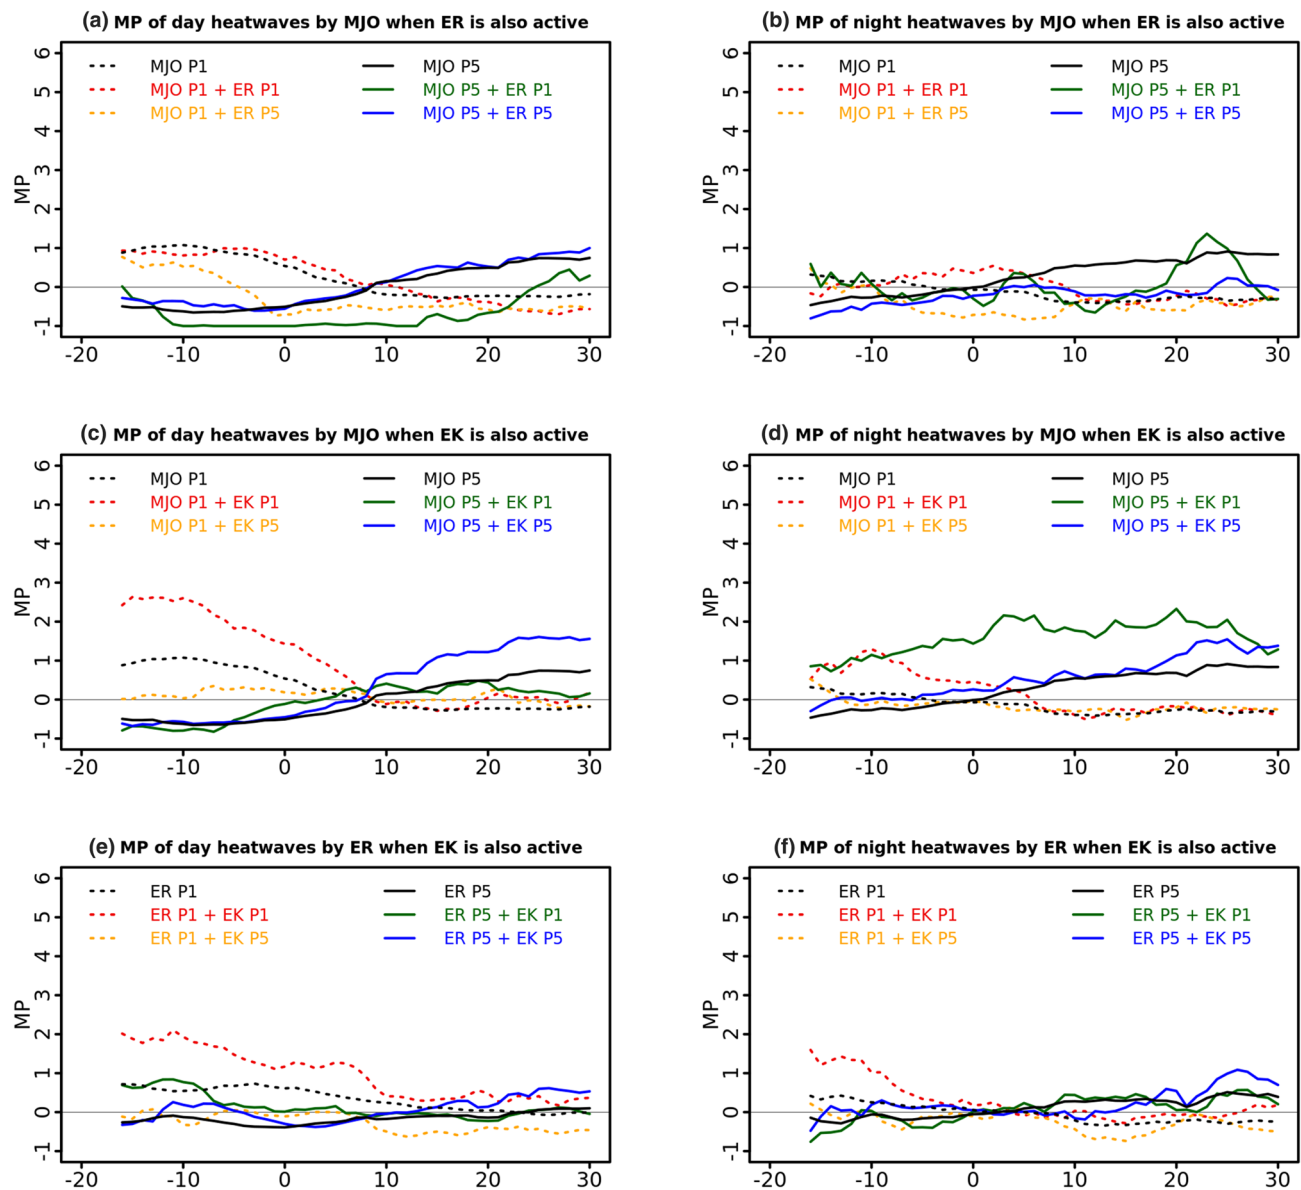 (a) MP of day heatwaves by MJO when ER is also active
MJO P1
MJO P5
MJO P1 + ER P1
MJO P5 + ER P1
MJO P1 + ER P5
MJO P5 + ER P5
MP
6
5
4
3
2
1
0
-1
-20 -10 0 10 20 30
(b) MP of night heatwaves by MJO when ER is also active
MJO P1
MJO P5
MJO P1 + ER P1
MJO P5 + ER P1
MJO P1 + ER P5
MJO P5 + ER P5
MP
6
5
4
3
2
1
0
-1
-20 -10 0 10 20 30
(c) MP of day heatwaves by MJO when EK is also active
MJO P1
MJO P5
MJO P1 + EK P1
MJO P5 + EK P1
MJO P1 + EK P5
MJO P5 + EK P5
MP
6
5
4
3
2
1
0
-1
-20 -10 0 10 20 30
(d) MP of night heatwaves by MJO when EK is also active
MJO P1
MJO P5
MJO P1 + EK P1
MJO P5 + EK P1
MJO P1 + EK P5
MJO P5 + EK P5
MP
6
5
4
3
2
1
0
-1
-20 -10 0 10 20 30
(e) MP of day heatwaves by ER when EK is also active
ER P1
ER P5
ER P1 + EK P1
ER P5 + EK P1
ER P1 + EK P5
ER P5 + EK P5
MP
6
5
4
3
2
1
0
-1
-20 -10 0 10 20 30
(f) MP of night heatwaves by ER when EK is also active
ER P1
ER P5
ER P1 + EK P1
ER P5 + EK P1
ER P1 + EK P5
ER P5 + EK P5
MP
6
5
4
3
2
1
0
-1
-20 -10 0 10 20 30